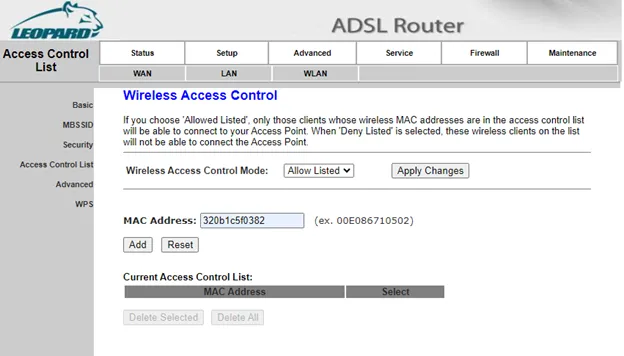 LEOPARD
ADSL Router
Access Control List
Status Setup Advanced Service Firewall Maintenance
WAN LAN WLAN
Basic
MBSSID
Security
Access Control List
Advanced
WPS
Wireless Access Control
If you choose 'Allowed Listed', only those clients whose wireless MAC addresses are in the access control list
will be able to connect to your Access Point. When 'Deny Listed' is selected, these wireless clients on the list
will not be able to connect the Access Point.
Wireless Access Control Mode: Allow Listed Apply Changes
MAC Address: 320b1c5f0382 (ex. 00E086710502)
Add Reset
Current Access Control List:
MAC Address Select
Delete Selected Delete All